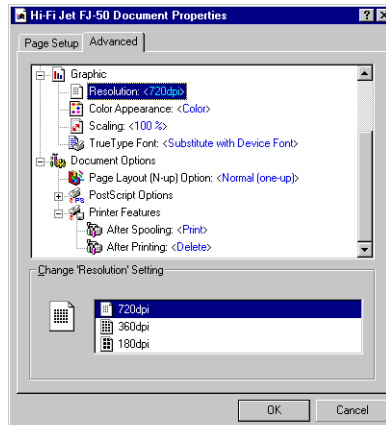 Hi-Fi Jet FJ-50 Document Properties
Page Setup Advanced
Graphic
Resolution: <720dpi>
Color Appearance: <Color>
Scaling: <100 %>
TrueType Font: <Substitute with Device Font>
Document Options
Page Layout (N-up) Option: <Normal (one-up)>
PostScript Options
Printer Features
After Spooling: <Print>
After Printing: <Delete>
Change 'Resolution' Setting
720dpi
360dpi
180dpi
OK Cancel